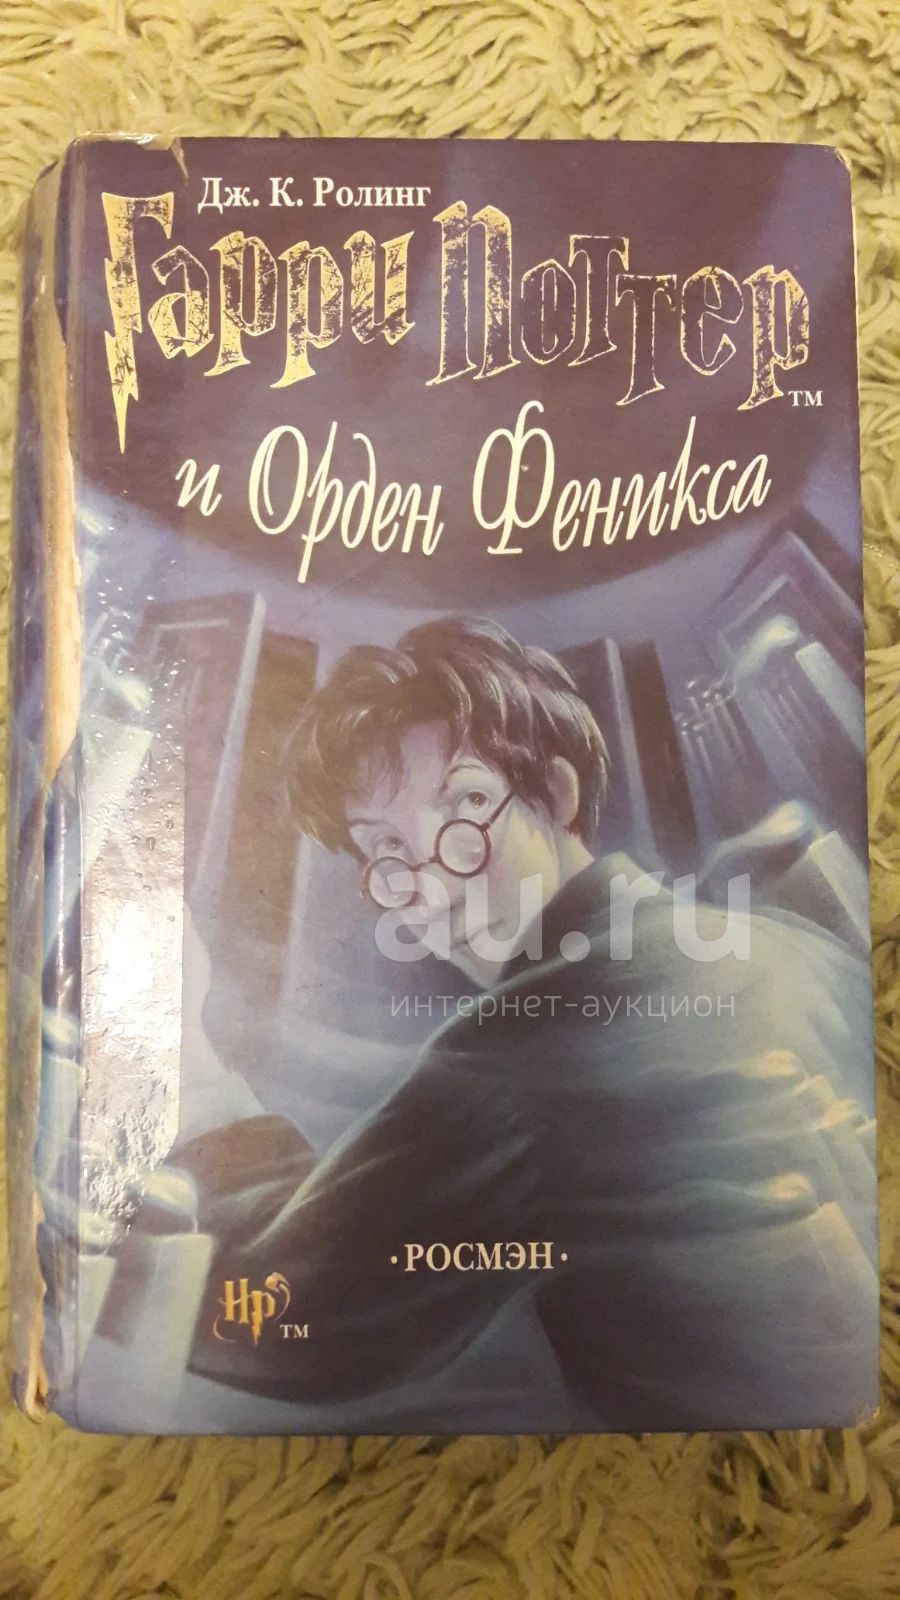 Дж. К. Ролинг
Гарри Поттер
TM
и Орден Феникса
au.ru
интернет-аукцион
·РОСМЭН·
HP TM